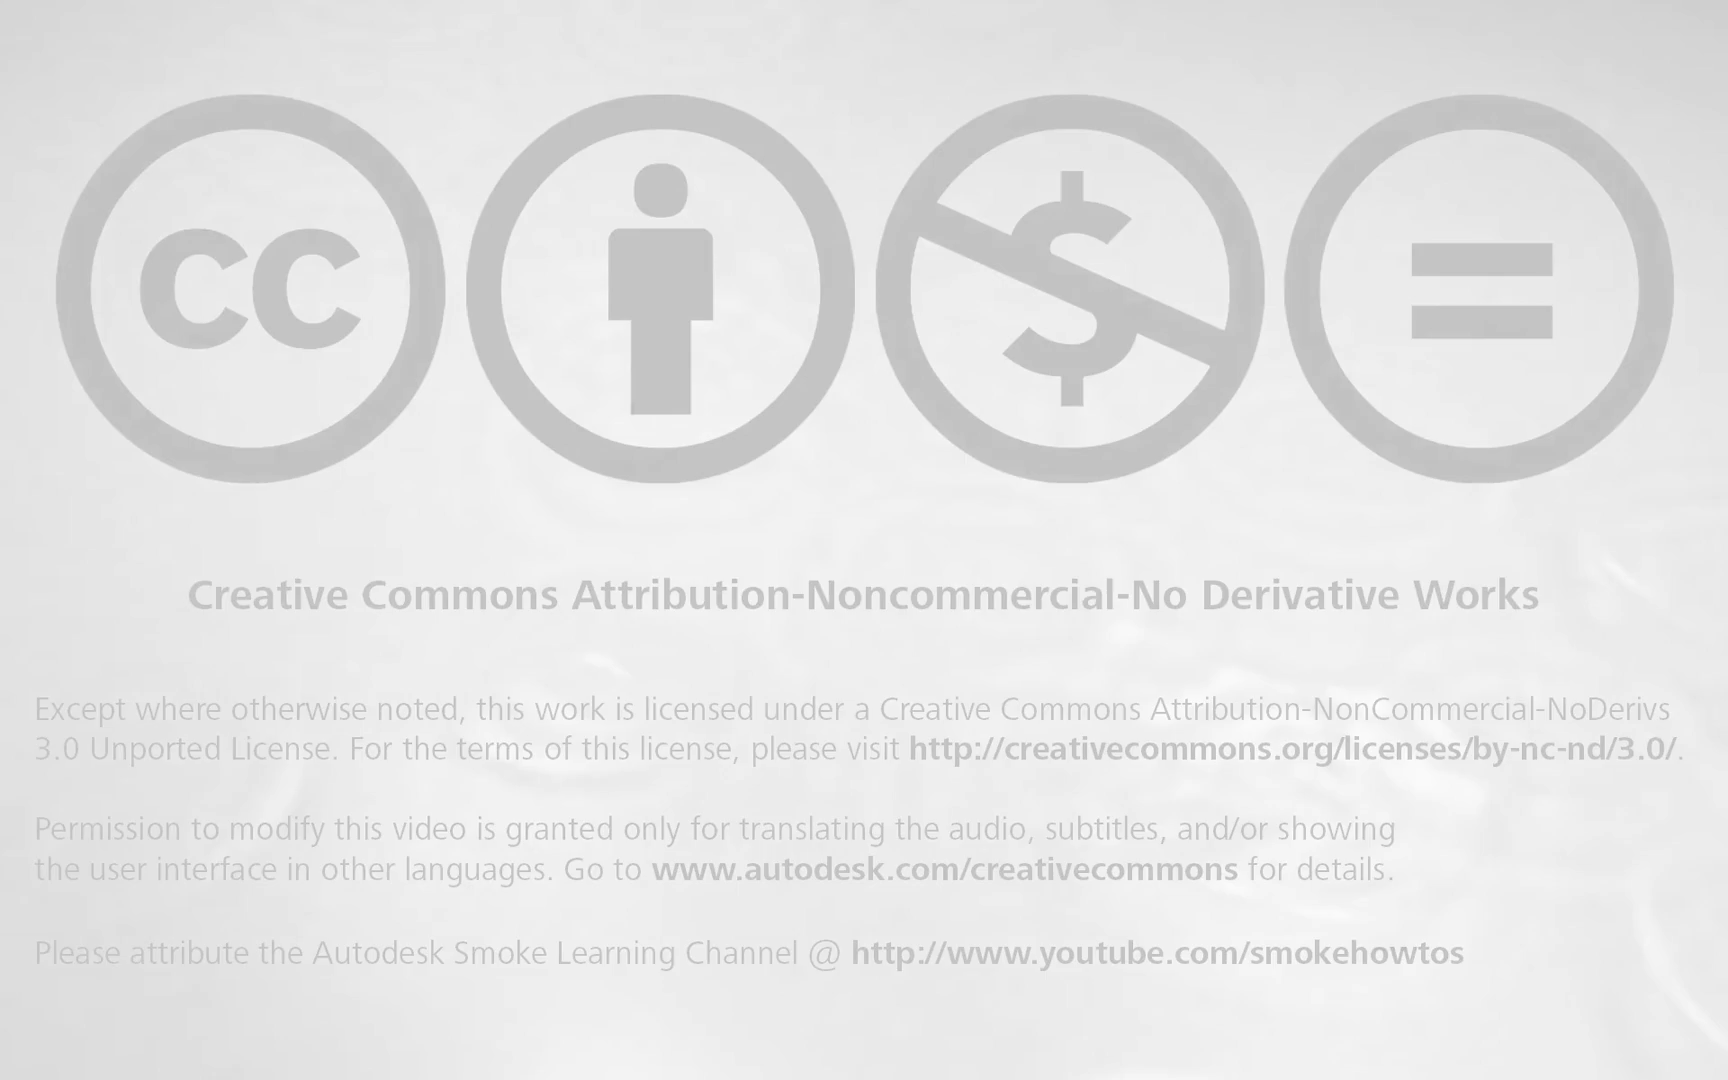 cc
$
=
Creative Commons Attribution-Noncommercial-No Derivative Works
Except where otherwise noted, this work is licensed under a Creative Commons Attribution-NonCommercial-NoDerivs
3.0 Unported License. For the terms of this license, please visit http://creativecommons.org/licenses/by-nc-nd/3.0/.
Permission to modify this video is granted only for translating the audio, subtitles, and/or showing
the user interface in other languages. Go to www.autodesk.com/creativecommons for details.
Please attribute the Autodesk Smoke Learning Channel @ http://www.youtube.com/smokehowtos